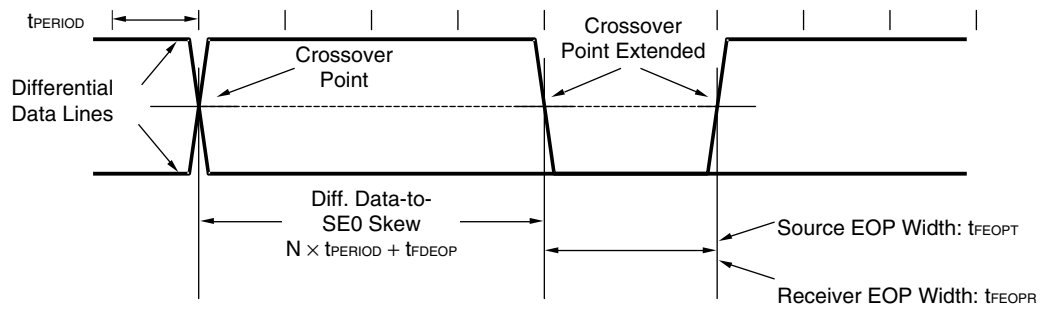 tPERIOD
Crossover
Point
Crossover
Point Extended
Differential
Data Lines
Diff. Data-to-
SE0 Skew
N × tPERIOD + tFDEOP
Source EOP Width: tFEOPT
Receiver EOP Width: tFEOPR